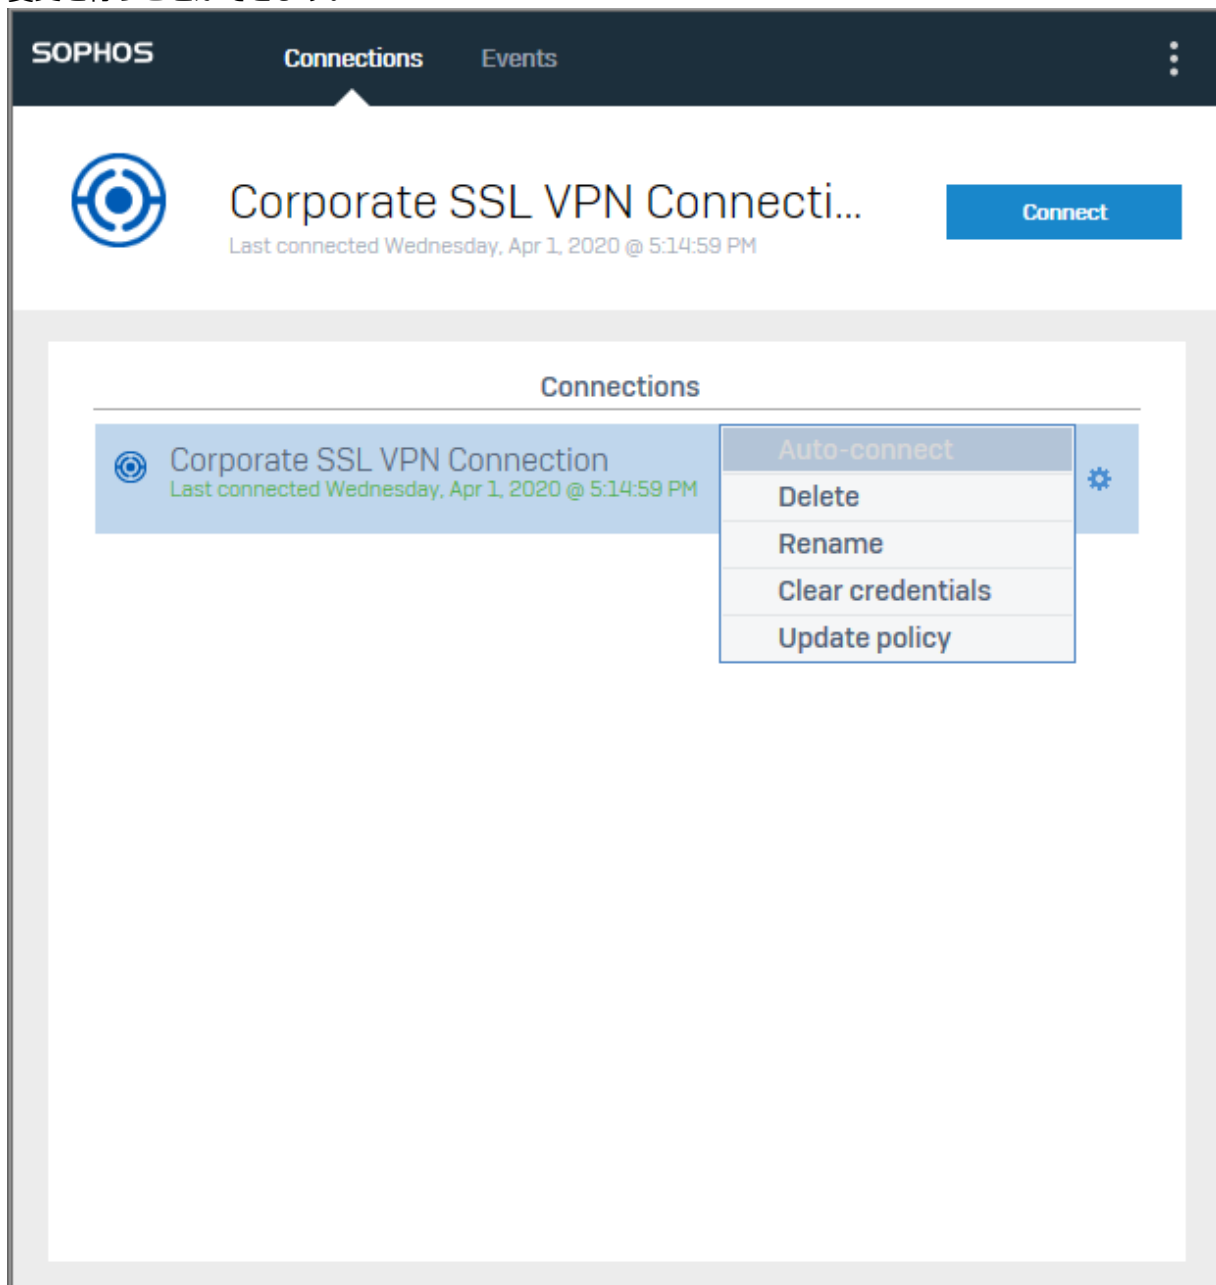 SOPHOS
Connections
Events
Corporate SSL VPN Connecti...
Connect
Last connected Wednesday, Apr 1, 2020 @ 5:14:59 PM
Connections
Corporate SSL VPN Connection
Last connected Wednesday, Apr 1, 2020 @ 5:14:59 PM
Auto-connect
Delete
Rename
Clear credentials
Update policy